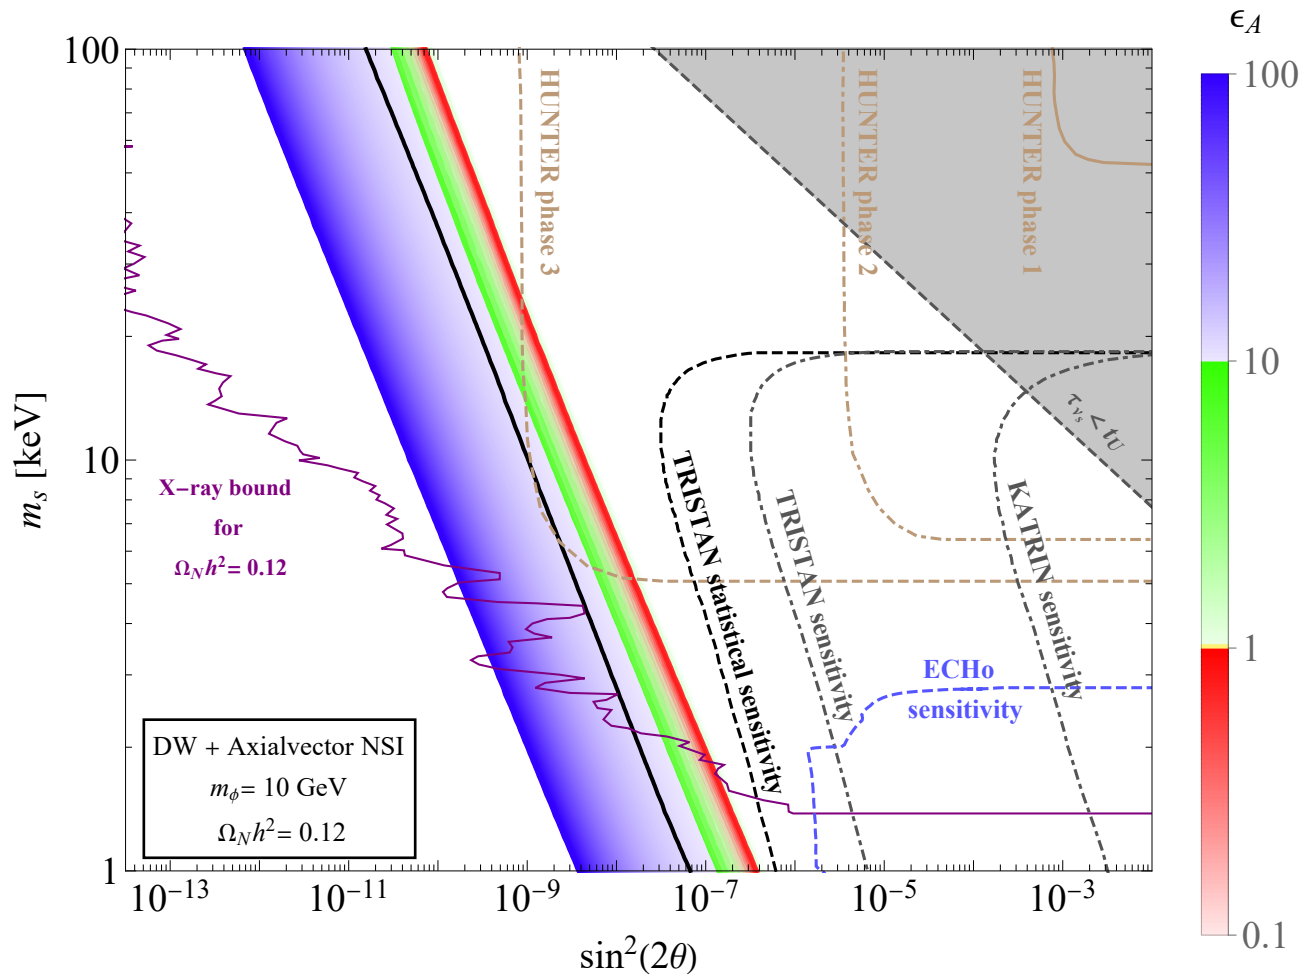 ϵ_A
100
10
1
10⁻¹³
10⁻¹¹
10⁻⁹
10⁻⁷
10⁻⁵
10⁻³
m_s [keV]
sin²(2θ)
HUNTER phase 3
HUNTER phase 2
HUNTER phase 1
τ_νs < t_U
X−ray bound
for
Ω_N h² = 0.12
TRISTAN statistical sensitivity
TRISTAN sensitivity
KATRIN sensitivity
ECHo
sensitivity
DW + Axialvector NSI
m_ϕ = 10 GeV
Ω_N h² = 0.12
100
10
1
0.1